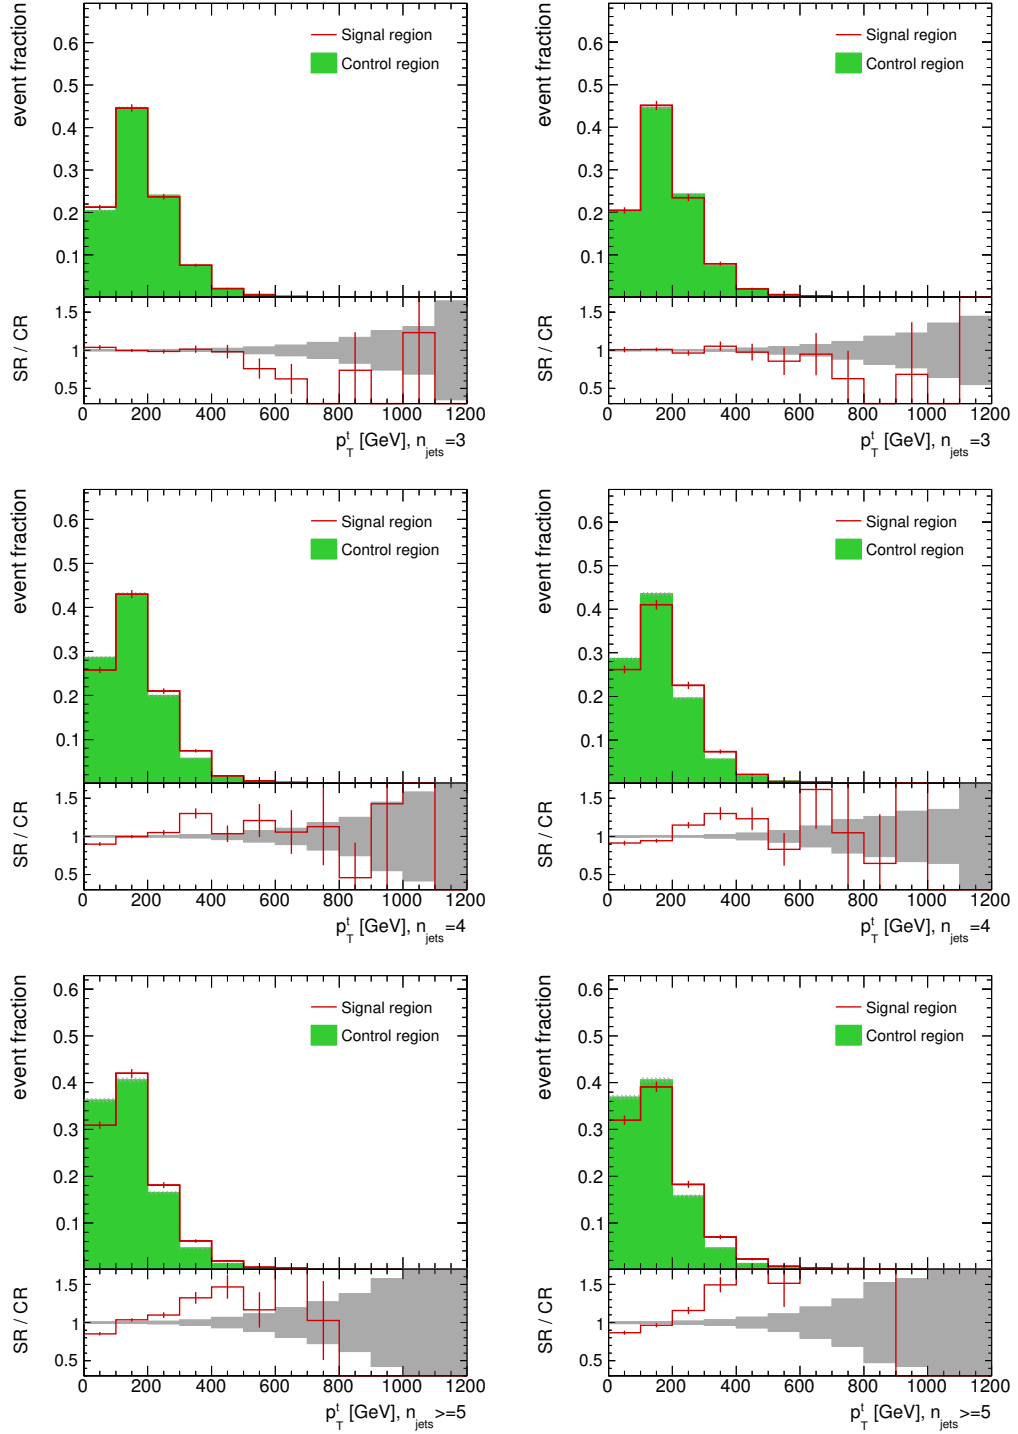 event fraction
0.6
0.5
0.4
0.3
0.2
0.1
Signal region
Control region
SR / CR
1.5
1
0.5
0 200 400 600 800 1000 1200
p_T^t [GeV], n_jets=3
event fraction
0.6
0.5
0.4
0.3
0.2
0.1
Signal region
Control region
SR / CR
1.5
1
0.5
0 200 400 600 800 1000 1200
p_T^t [GeV], n_jets=3
event fraction
0.6
0.5
0.4
0.3
0.2
0.1
Signal region
Control region
SR / CR
1.5
1
0.5
0 200 400 600 800 1000 1200
p_T^t [GeV], n_jets=4
event fraction
0.6
0.5
0.4
0.3
0.2
0.1
Signal region
Control region
SR / CR
1.5
1
0.5
0 200 400 600 800 1000 1200
p_T^t [GeV], n_jets=4
event fraction
0.6
0.5
0.4
0.3
0.2
0.1
Signal region
Control region
SR / CR
1.5
1
0.5
0 200 400 600 800 1000 1200
p_T^t [GeV], n_jets>=5
event fraction
0.6
0.5
0.4
0.3
0.2
0.1
Signal region
Control region
SR / CR
1.5
1
0.5
0 200 400 600 800 1000 1200
p_T^t [GeV], n_jets>=5